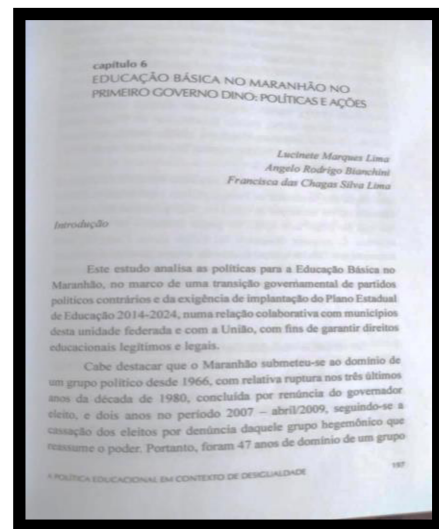 capítulo 6
EDUCAÇÃO BÁSICA NO MARANHÃO NO
PRIMEIRO GOVERNO DINO: POLÍTICAS E AÇÕES
Lucinete Marques Lima
Angelo Rodrigo Bianchini
Francisca das Chagas Silva Lima
Introdução
Este estudo analisa as políticas para a Educação Básica no
Maranhão, no marco de uma transição governamental de partidos
políticos contrários e da exigência de implantação do Plano Estadual
de Educação 2014-2024, numa relação colaborativa com municípios
desta unidade federada e com a União, com fins de garantir direitos
educacionais legítimos e legais.
Cabe destacar que o Maranhão submeteu-se ao domínio de
um grupo político desde 1966, com relativa ruptura nos três últimos
anos da década de 1980, concluída por renúncia do governador
eleito, e dois anos no período 2007 – abril/2009, seguindo-se a
cassação dos eleitos por denúncia daquele grupo hegemônico que
reassume o poder. Portanto, foram 47 anos de domínio de um grupo
A POLÍTICA EDUCACIONAL EM CONTEXTO DE DESIGUALDADE